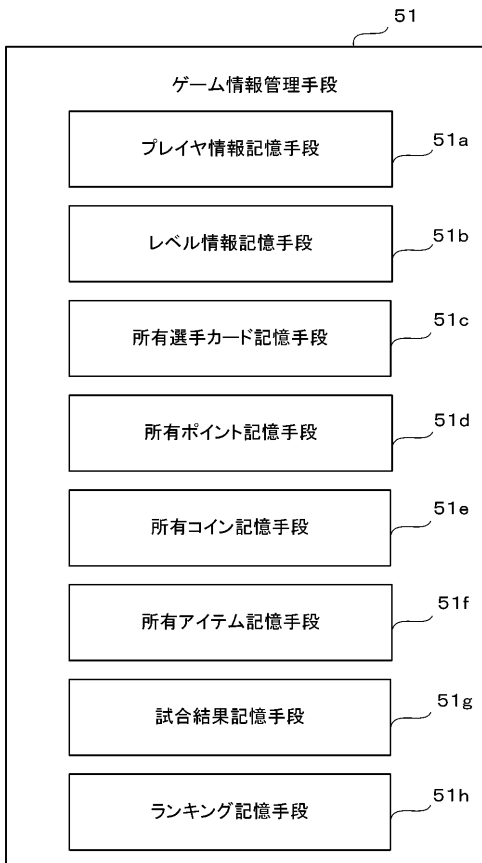 51
ゲーム情報管理手段
プレイヤ情報記憶手段
51a
レベル情報記憶手段
51b
所有選手カード記憶手段
51c
所有ポイント記憶手段
51d
所有コイン記憶手段
51e
所有アイテム記憶手段
51f
試合結果記憶手段
51g
ランキング記憶手段
51h